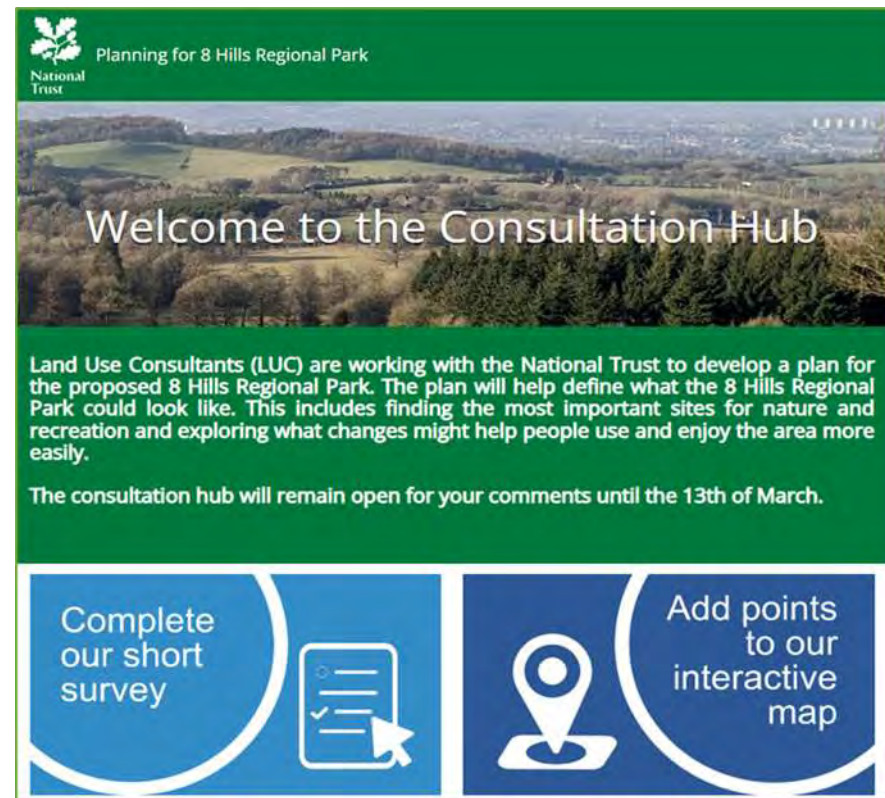 National
Trust
Planning for 8 Hills Regional Park
Welcome to the Consultation Hub
Land Use Consultants (LUC) are working with the National Trust to develop a plan for
the proposed 8 Hills Regional Park. The plan will help define what the 8 Hills Regional
Park could look like. This includes finding the most important sites for nature and
recreation and exploring what changes might help people use and enjoy the area more
easily.
The consultation hub will remain open for your comments until the 13th of March.
Complete
our short
survey
Add points
to our
interactive
map